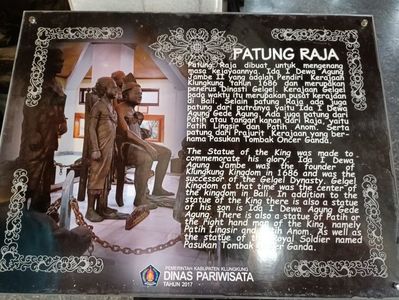 PATUNG RAJA
Patung Raja dibuat untuk mengenang
masa kejayaannya. Ida I Dewa Agung
Jambe II yang adalah Pendiri Kerajaan
Klungkung tahun 1686 dan merupakan
penerus Dinasti Gelgel. Kerajaan Gelgel
pada waktu itu merupakan pusat kerajaan
di Bali. Selain patung Raja ada juga
patung dari putranya yaitu Ida I Dewa
Agung Gede Agung. Ada juga patung dari
Patih atau tangan kanan dari Raja, yaitu
Patih Lingsir dan Patih Anom. Serta
patung dari Prajurit Kerajaan yang ber-
nama Pasukan Tombak Oncer Ganda.
The Statue of the King was made to
commemorate his glory. Ida I Dewa
Agung Jambe was the founder of
Klungkung Kingdom in 1686 and was the
successor of the Gelgel Dynasty. Gelgel
Kingdom at that time was the center of
the kingdom in Bali. In addition to the
statue of the king there is also a statue
of his son is Ida I Dewa Agung Gede
Agung. There is also a statue of Patih or
the right hand man of the King, namely
Patih Lingsir and Patih Anom. As well as
the statue of the Royal Soldier named
Pasukan Tombak Oncer Ganda.
PEMERINTAH KABUPATEN KLUNGKUNG
DINAS PARIWISATA
TAHUN 2017